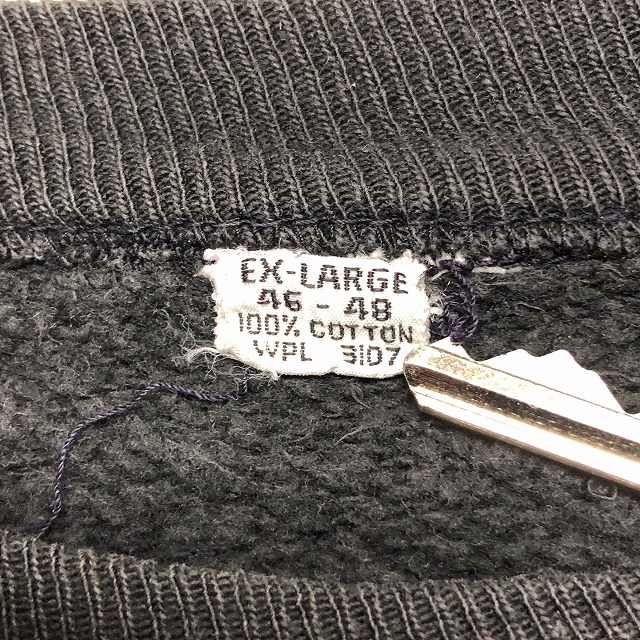 EX-LARGE
46 - 48
100% COTTON
WPL 3107